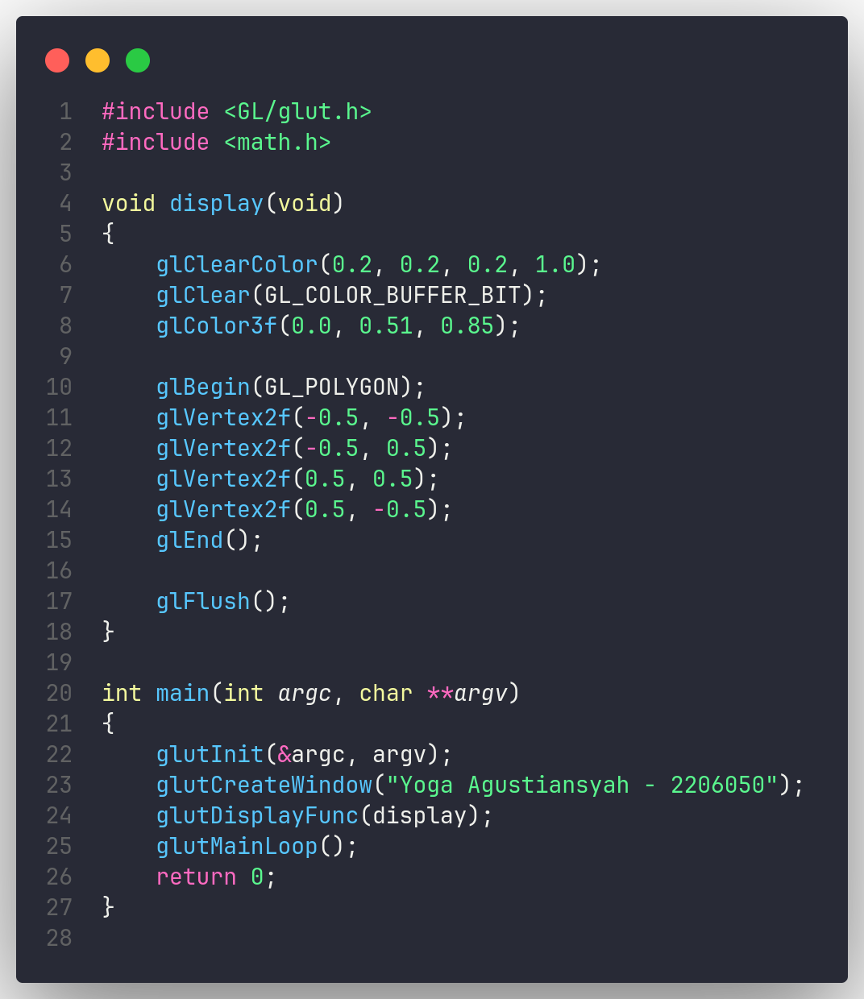 1 #include <GL/glut.h>
2 #include <math.h>
3
4 void display(void)
5 {
6     glClearColor(0.2, 0.2, 0.2, 1.0);
7     glClear(GL_COLOR_BUFFER_BIT);
8     glColor3f(0.0, 0.51, 0.85);
9
10     glBegin(GL_POLYGON);
11     glVertex2f(-0.5, -0.5);
12     glVertex2f(-0.5, 0.5);
13     glVertex2f(0.5, 0.5);
14     glVertex2f(0.5, -0.5);
15     glEnd();
16
17     glFlush();
18 }
19
20 int main(int argc, char **argv)
21 {
22     glutInit(&argc, argv);
23     glutCreateWindow("Yoga Agustiansyah - 2206050");
24     glutDisplayFunc(display);
25     glutMainLoop();
26     return 0;
27 }
28